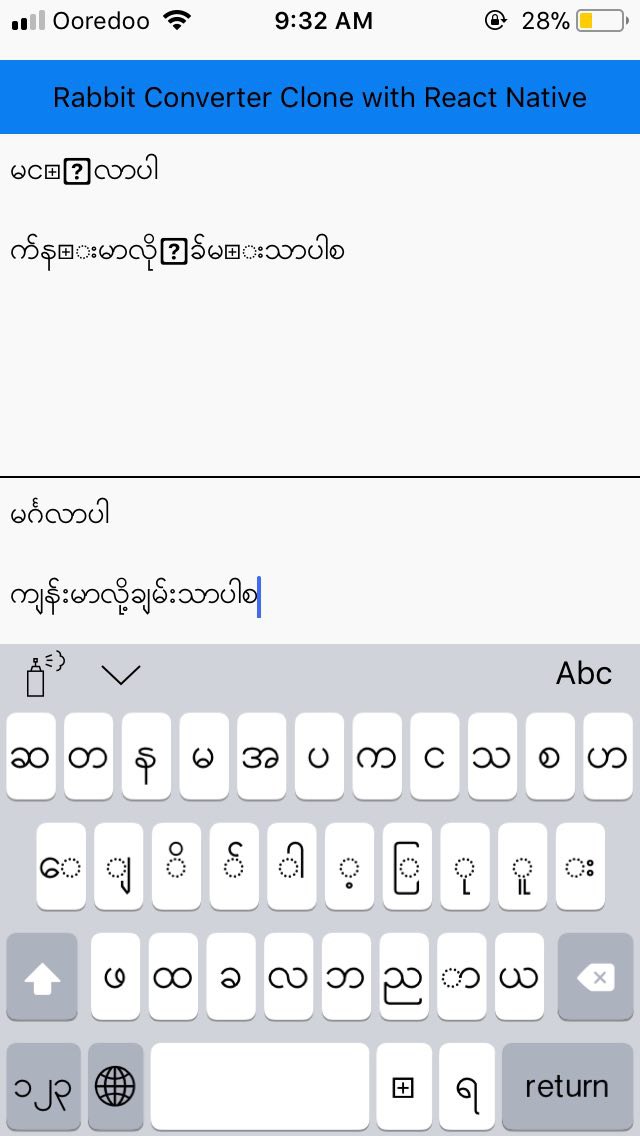 Ooredoo 9:32 AM 28%
Rabbit Converter Clone with React Native
မင⊞?လာပါ
က်န⊞းမာလို?ခ်မ⊞းသာပါစ
မင်္ဂလာပါ
ကျန်းမာလို့ချမ်းသာပါစ
Abc
ဆ တ န မ အ ပ က င သ စ ဟ
ေ ျ ိ ် ါ ့ ြ ု ူ း
ဖ ထ ခ လ ဘ ည ာ ယ
၁၂၃ ⊞ ရ return